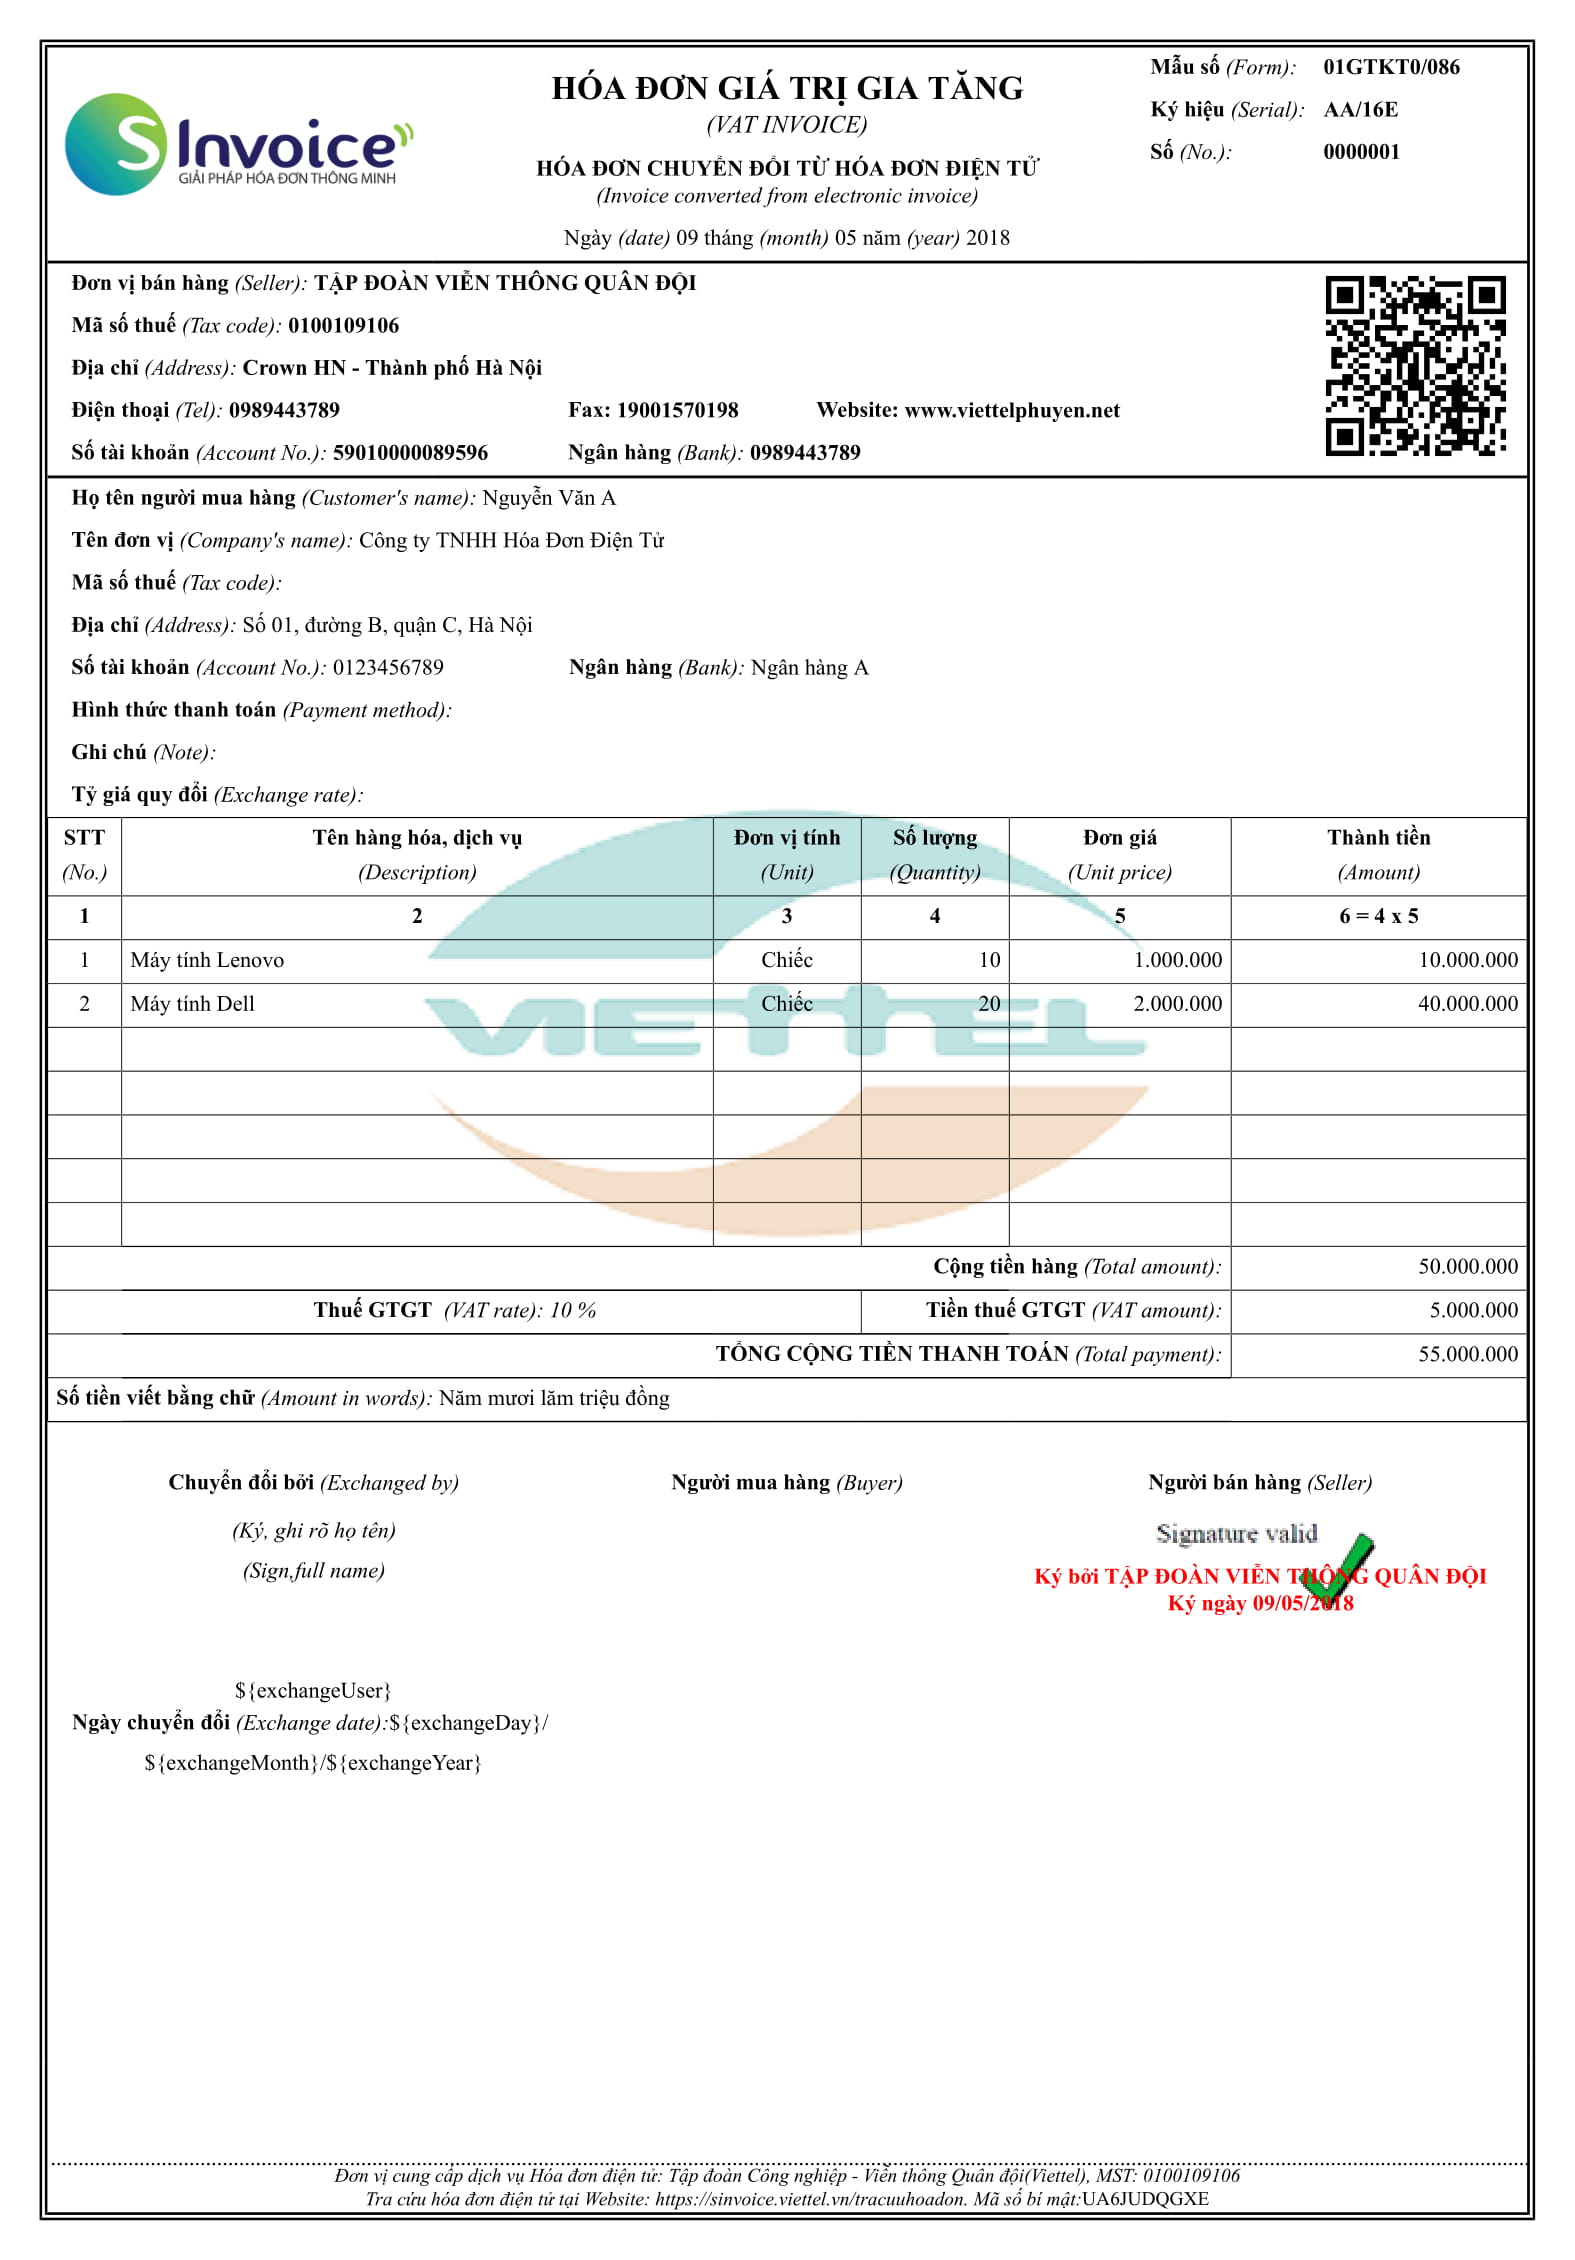 HÓA ĐƠN GIÁ TRỊ GIA TĂNG
(VAT INVOICE)
HÓA ĐƠN CHUYỂN ĐỔI TỪ HÓA ĐƠN ĐIỆN TỬ
(Invoice converted from electronic invoice)
Ngày (date) 09 tháng (month) 05 năm (year) 2018
Mẫu số (Form): 01GTKT0/086
Ký hiệu (Serial): AA/16E
Số (No.): 0000001
S Invoice
GIẢI PHÁP HÓA ĐƠN THÔNG MINH
Đơn vị bán hàng (Seller): TẬP ĐOÀN VIỄN THÔNG QUÂN ĐỘI
Mã số thuế (Tax code): 0100109106
Địa chỉ (Address): Crown HN - Thành phố Hà Nội
Điện thoại (Tel): 0989443789 Fax: 19001570198 Website: www.viettelphuyen.net
Số tài khoản (Account No.): 59010000089596 Ngân hàng (Bank): 0989443789
Họ tên người mua hàng (Customer's name): Nguyễn Văn A
Tên đơn vị (Company's name): Công ty TNHH Hóa Đơn Điện Tử
Mã số thuế (Tax code):
Địa chỉ (Address): Số 01, đường B, quận C, Hà Nội
Số tài khoản (Account No.): 0123456789 Ngân hàng (Bank): Ngân hàng A
Hình thức thanh toán (Payment method):
Ghi chú (Note):
Tỷ giá quy đổi (Exchange rate):
STT Tên hàng hóa, dịch vụ Đơn vị tính Số lượng Đơn giá Thành tiền
(No.) (Description) (Unit) (Quantity) (Unit price) (Amount)
1 2 3 4 5 6 = 4 x 5
1 Máy tính Lenovo Chiếc 10 1.000.000 10.000.000
2 Máy tính Dell Chiếc 20 2.000.000 40.000.000
VIETTEL
Cộng tiền hàng (Total amount): 50.000.000
Thuế GTGT (VAT rate): 10 % Tiền thuế GTGT (VAT amount): 5.000.000
TỔNG CỘNG TIỀN THANH TOÁN (Total payment): 55.000.000
Số tiền viết bằng chữ (Amount in words): Năm mươi lăm triệu đồng
Chuyển đổi bởi (Exchanged by) Người mua hàng (Buyer) Người bán hàng (Seller)
(Ký, ghi rõ họ tên)
(Sign,full name)
Signature valid
Ký bởi TẬP ĐOÀN VIỄN THÔNG QUÂN ĐỘI
Ký ngày 09/05/2018
${exchangeUser}
Ngày chuyển đổi (Exchange date):${exchangeDay}/
${exchangeMonth}/${exchangeYear}
Đơn vị cung cấp dịch vụ Hóa đơn điện tử: Tập đoàn Công nghiệp - Viễn thông Quân đội(Viettel), MST: 0100109106
Tra cứu hóa đơn điện tử tại Website: https://sinvoice.viettel.vn/tracuuhoadon. Mã số bí mật:UA6JUDQGXE